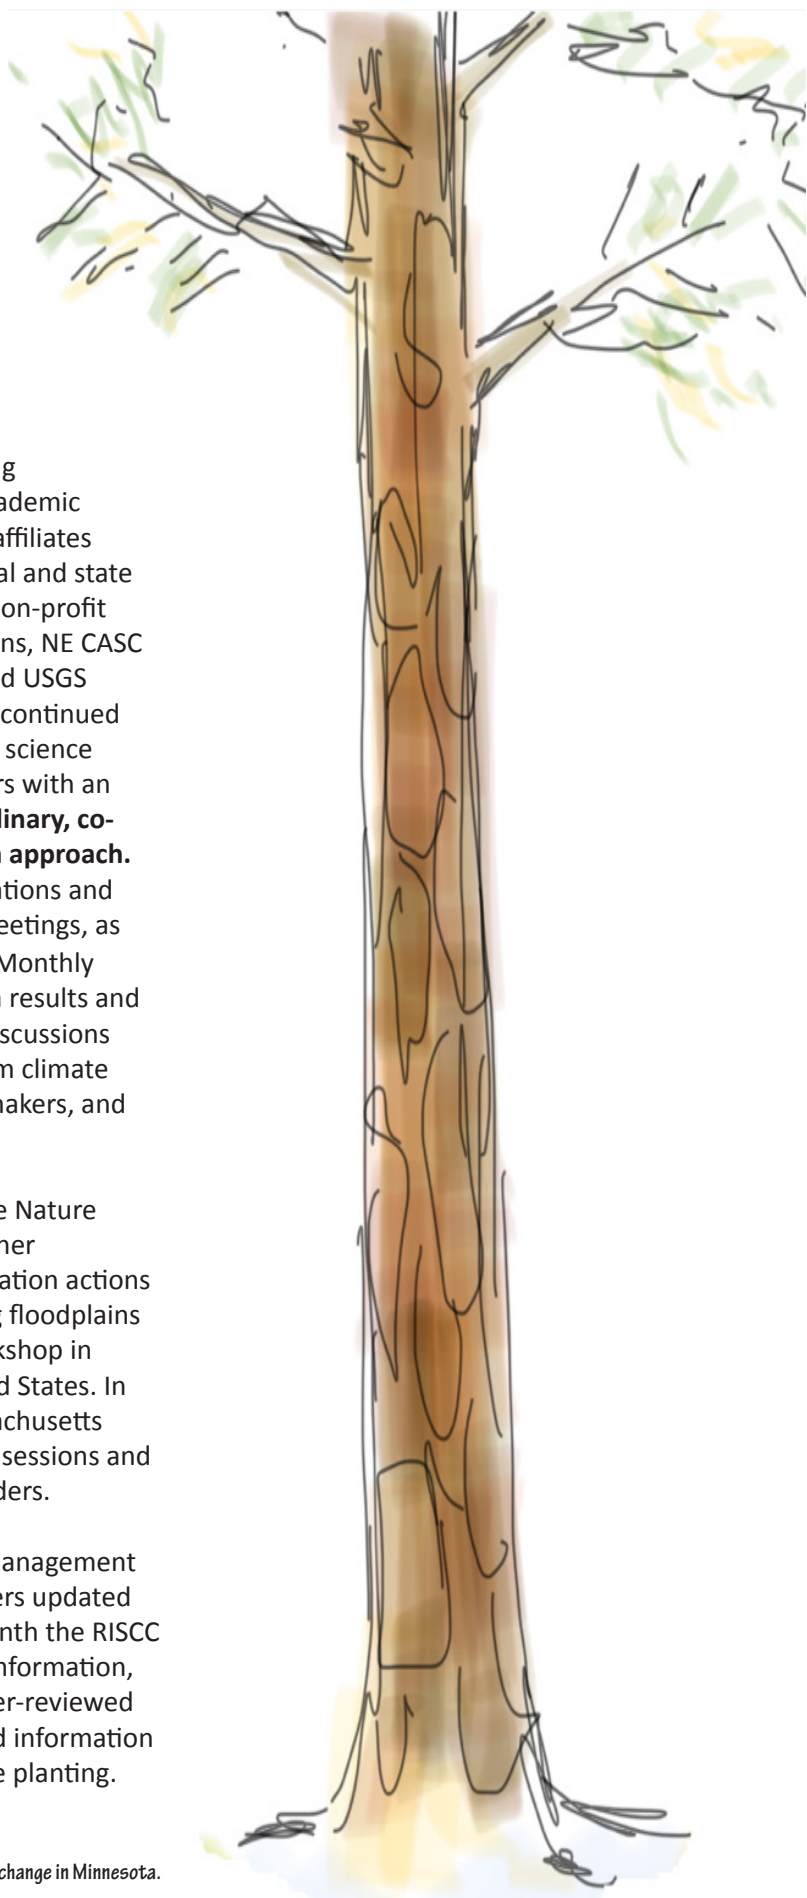 g
ademic
affiliates
al and state
on-profit
ns, NE CASC
d USGS
continued
science
rs with an
linary, co-
approach.
ations and
eetings, as
Monthly
results and
scussions
m climate
makers, and
e Nature
ner
ation actions
g floodplains
kshop in
d States. In
achusetts
sessions and
ders.
anagement
ers updated
nth the RISCC
nformation,
er-reviewed
d information
e planting.
change in Minnesota.